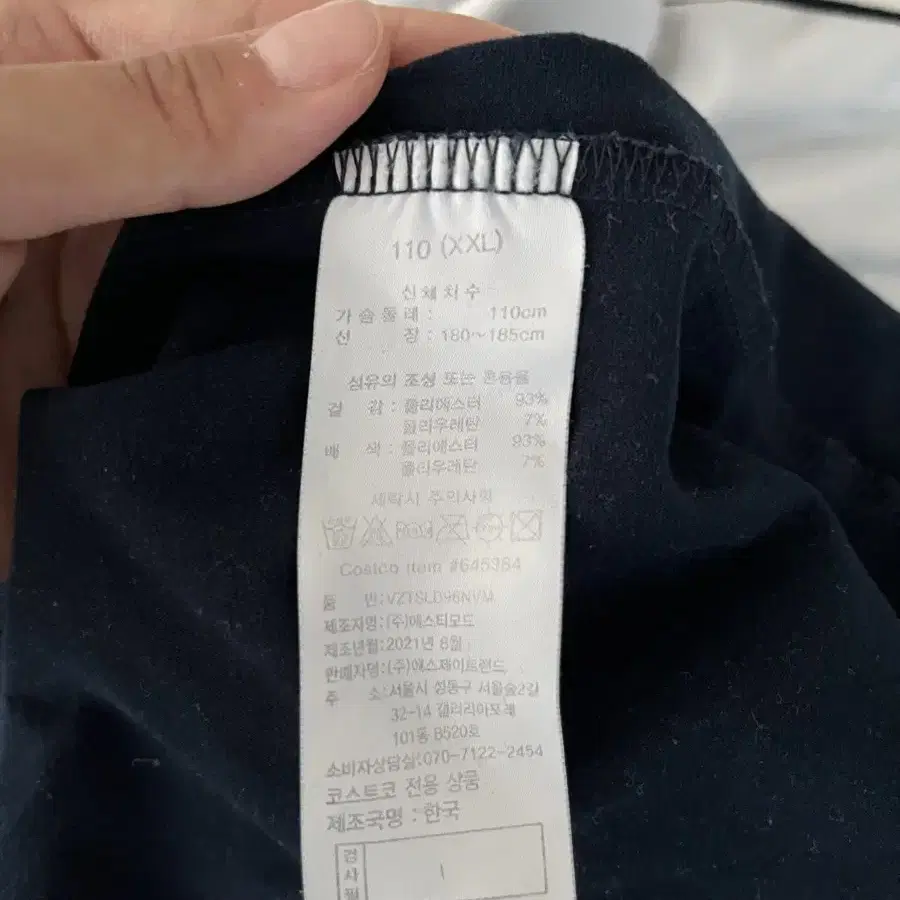 110 (XXL)
신체치수
가슴둘레 : 110cm
신 장 : 180~185cm
섬유의 조성 또는 혼용율
겉 감 : 폴리에스터 93%
폴리우레탄 7%
배 색 : 폴리에스터 93%
폴리우레탄 7%
세탁시 주의사항
Costco Item #645384
품 번:VZTSLD96NVM
제조자명:(주)에스티모드
제조년월:2021년 8월
판매자명:(주)에스제이트렌드
주 소:서울시 성동구 서울숲2길
32-14 갤러리아포레
101동 B520호
소비자상담실:070-7122-2454
코스트코 전용 상품
제조국명 : 한국
검
사
필